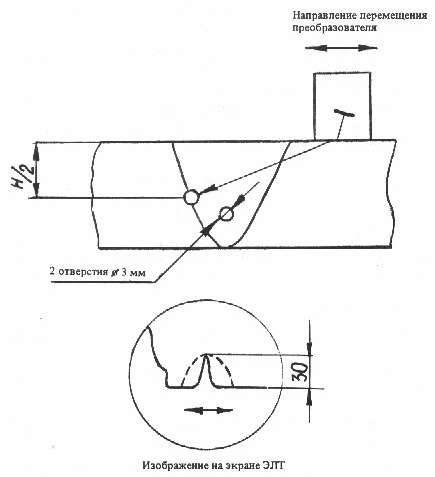 Направление перемещения
преобразователя
H/2
2 отверстия ⌀ 3 мм
30
Изображение на экране ЭЛТ